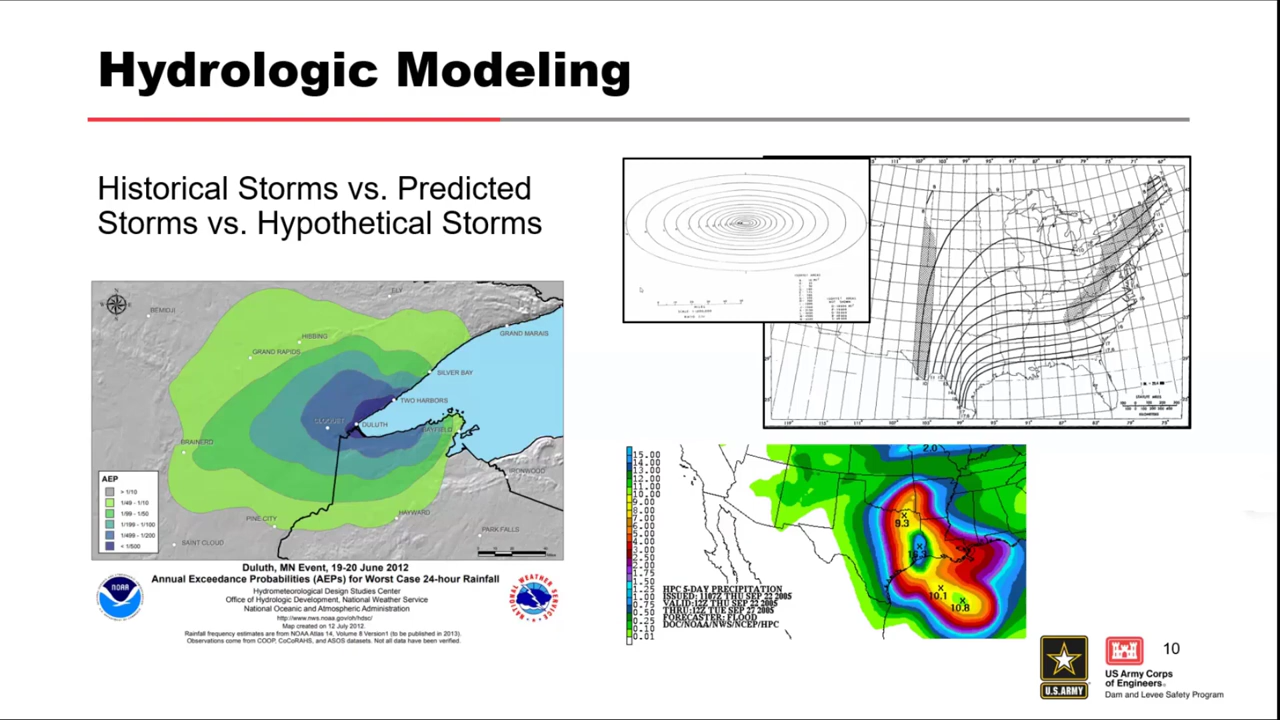 Hydrologic Modeling
Historical Storms vs. Predicted
Storms vs. Hypothetical Storms
ELY
BEMIDJI
GRAND MARAIS
HIBBING
GRAND RAPIDS
SILVER BAY
TWO HARBORS
CLOQUET
DULUTH
BAYFIELD
BRAINERD
IRONWOOD
HAYWARD
PINE CITY
PARK FALLS
SAINT CLOUD
AEP
> 1/10
1/49 - 1/10
1/99 - 1/50
1/199 - 1/100
1/499 - 1/200
< 1/500
Duluth, MN Event, 19-20 June 2012
Annual Exceedance Probabilities (AEPs) for Worst Case 24-hour Rainfall
Hydrometeorological Design Studies Center
Office of Hydrologic Development, National Weather Service
National Oceanic and Atmospheric Administration
http://www.nws.noaa.gov/oh/hdsc/
Map created on 12 July 2012.
Rainfall frequency estimates are from NOAA Atlas 14, Volume 8 Version1 (to be published in 2013).
Observations come from COOP, CoCoRAHS, and ASOS datasets. Not all data have been verified.
NOAA
NATIONAL WEATHER SERVICE
15.00
14.00
13.00
12.00
11.00
10.00
9.00
8.00
7.00
6.00
5.00
4.00
3.00
2.50
2.00
1.75
1.50
1.25
1.00
0.75
0.50
0.25
0.10
0.01
2.0
9.3
10.1
10.8
HPC 5-DAY PRECIPITATION
ISSUED: 1107Z THU SEP 22 2005
VALID: 12Z THU SEP 22 2005
THRU: 12Z TUE SEP 27 2005
FORECASTER: FLOOD
DOC/NOAA/NWS/NCEP/HPC
U.S.ARMY
US Army Corps
of Engineers®
Dam and Levee Safety Program
10